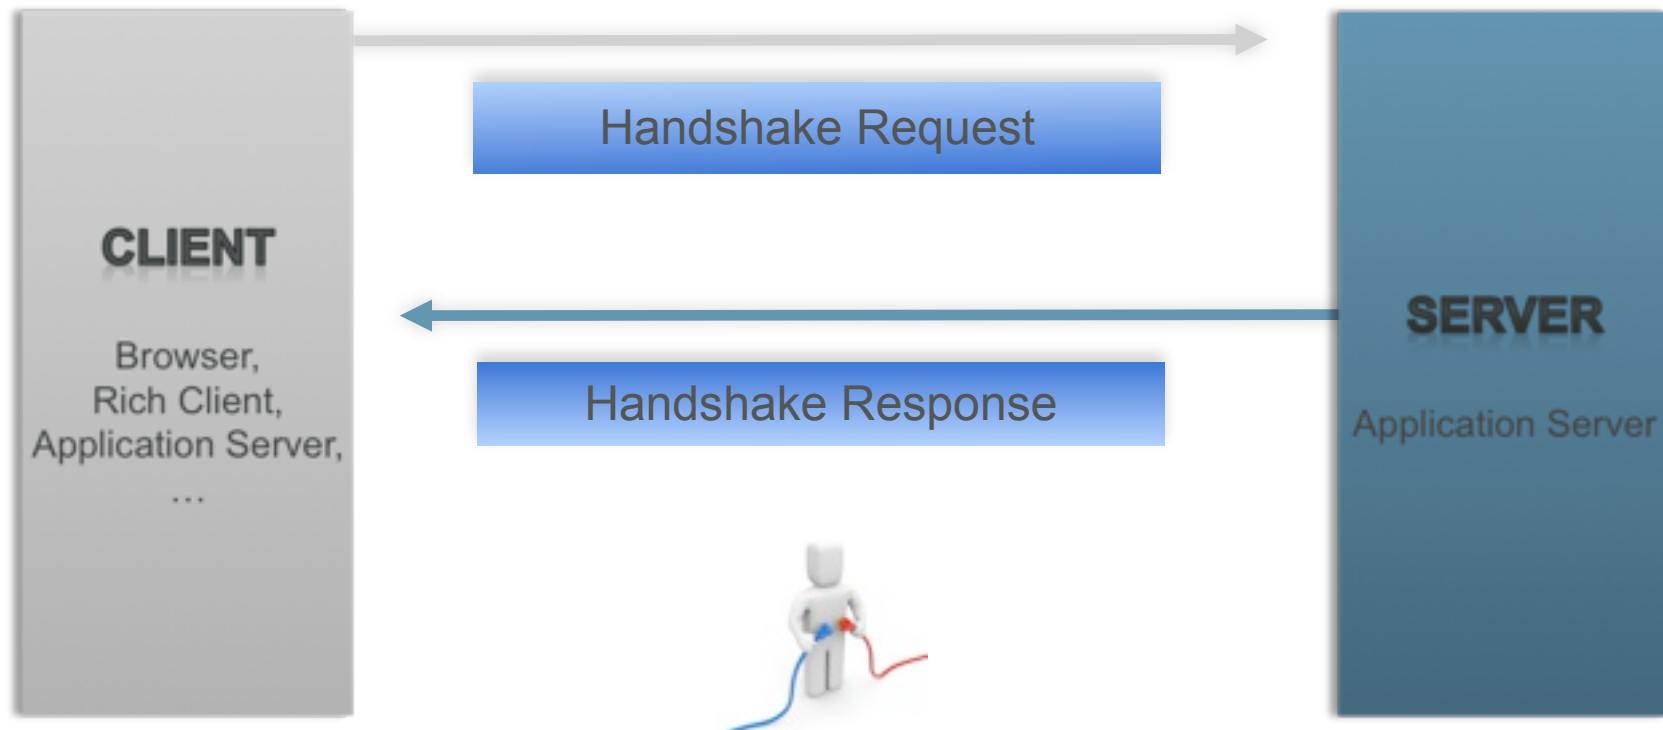 Handshake Request
CLIENT
Browser,
Rich Client,
Application Server,
...
Handshake Response
SERVER
Application Server